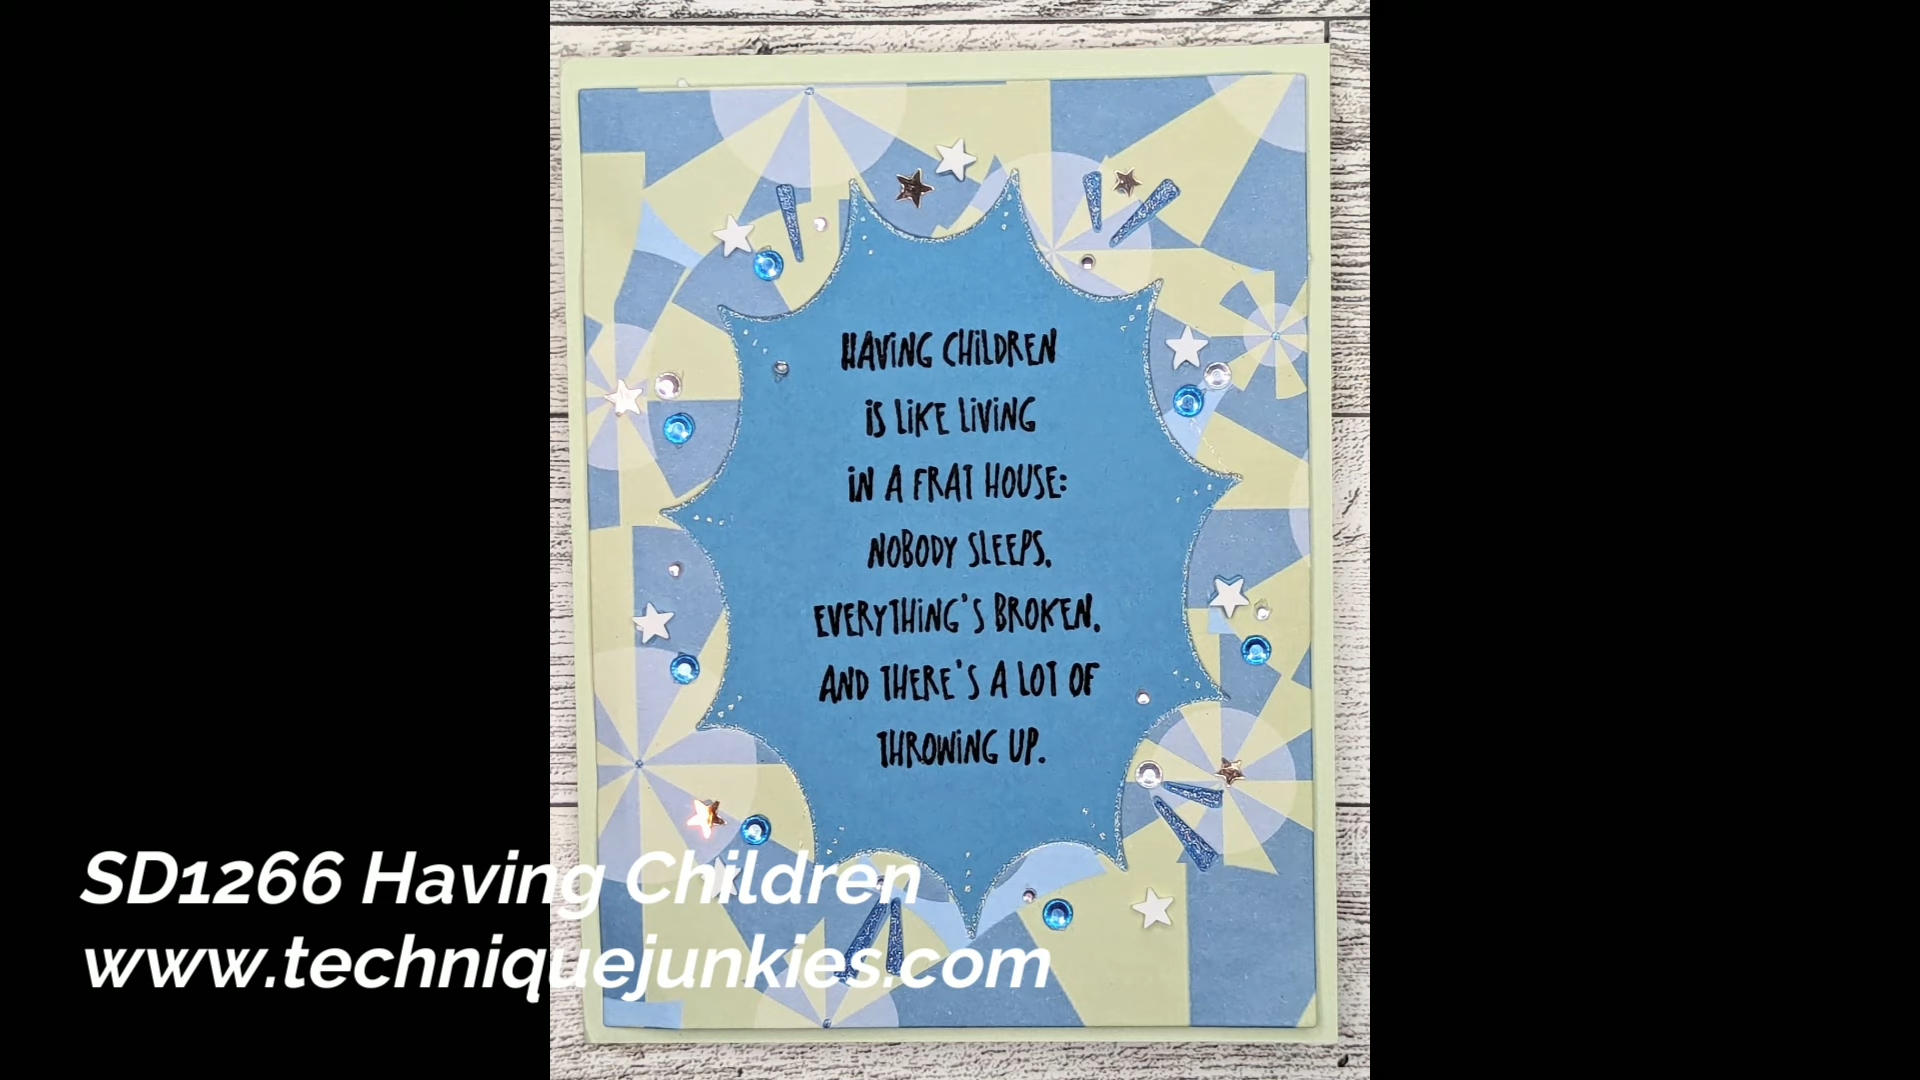 HAVING CHILDREN
IS LIKE LIVING
IN A FRAT HOUSE:
NOBODY SLEEPS.
EVERYTHING'S BROKEN.
AND THERE'S A LOT OF
THROWING UP.
SD1266 Having Children
www.techniquejunkies.com